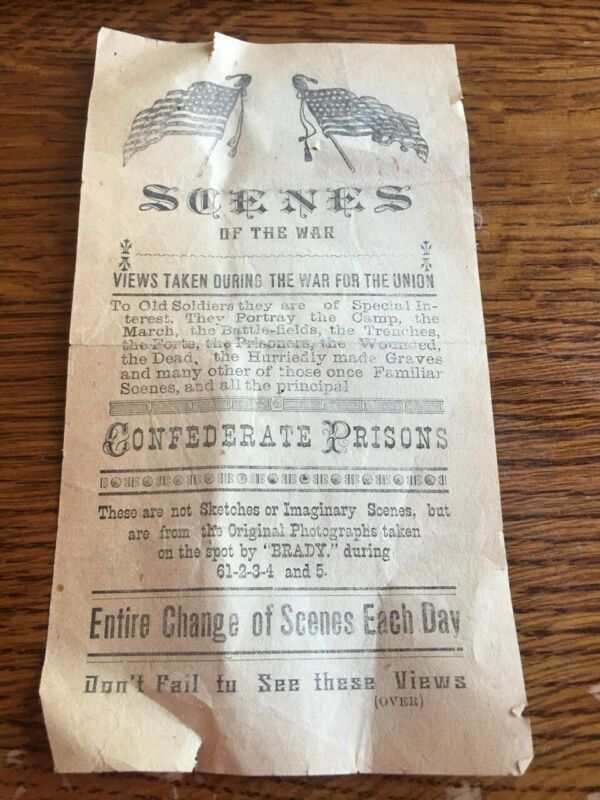 SCENES
OF THE WAR
VIEWS TAKEN DURING THE WAR FOR THE UNION
To Old Soldiers they are of Special In-
terest. They Portray the Camp, the
March, the Battle-fields, the Trenches,
the Forts, the Prisoners, the Wounded,
the Dead, the Hurriedly made Graves
and many other of those once Familiar
Scenes, and all the principal
CONFEDERATE PRISONS
These are not Sketches or Imaginary Scenes, but
are from the Original Photographs taken
on the spot by "BRADY." during
61-2-3-4 and 5.
Entire Change of Scenes Each Day
Don't Fail to See these Views
(OVER)